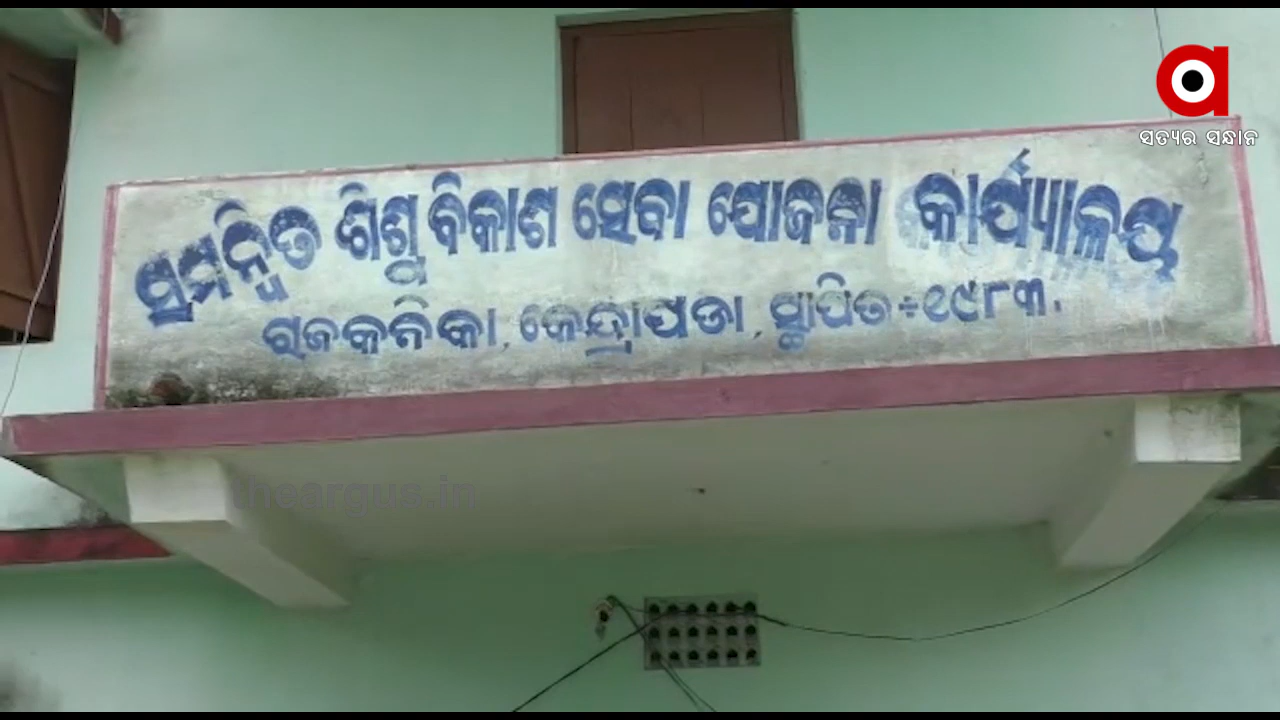 ସତ୍ୟର ସନ୍ଧାନ
ସମନ୍ୱିତ ଶିଶୁ ବିକାଶ ସେବା ଯୋଜନା କାର୍ଯ୍ୟାଳୟ
ରାଜକନିକା, କେନ୍ଦ୍ରାପଡା, ସ୍ଥାପିତ÷୧୯୮୩.
theargus.in